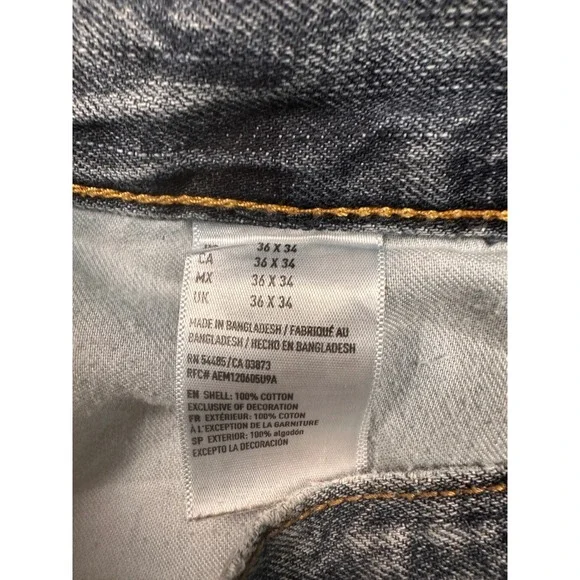 36 X 34
CA 36 X 34
MX 36 X 34
UK 36 X 34
MADE IN BANGLADESH / FABRIQUÉ AU
BANGLADESH / HECHO EN BANGLADESH
RN 54485/CA 03873
RFC# AEM120605U9A
EN SHELL: 100% COTTON
EXCLUSIVE OF DECORATION
FR EXTÉRIEUR: 100% COTON
À L'EXCEPTION DE LA GARNITURE
SP EXTERIOR: 100% algodón
EXCEPTO LA DECORACIÓN